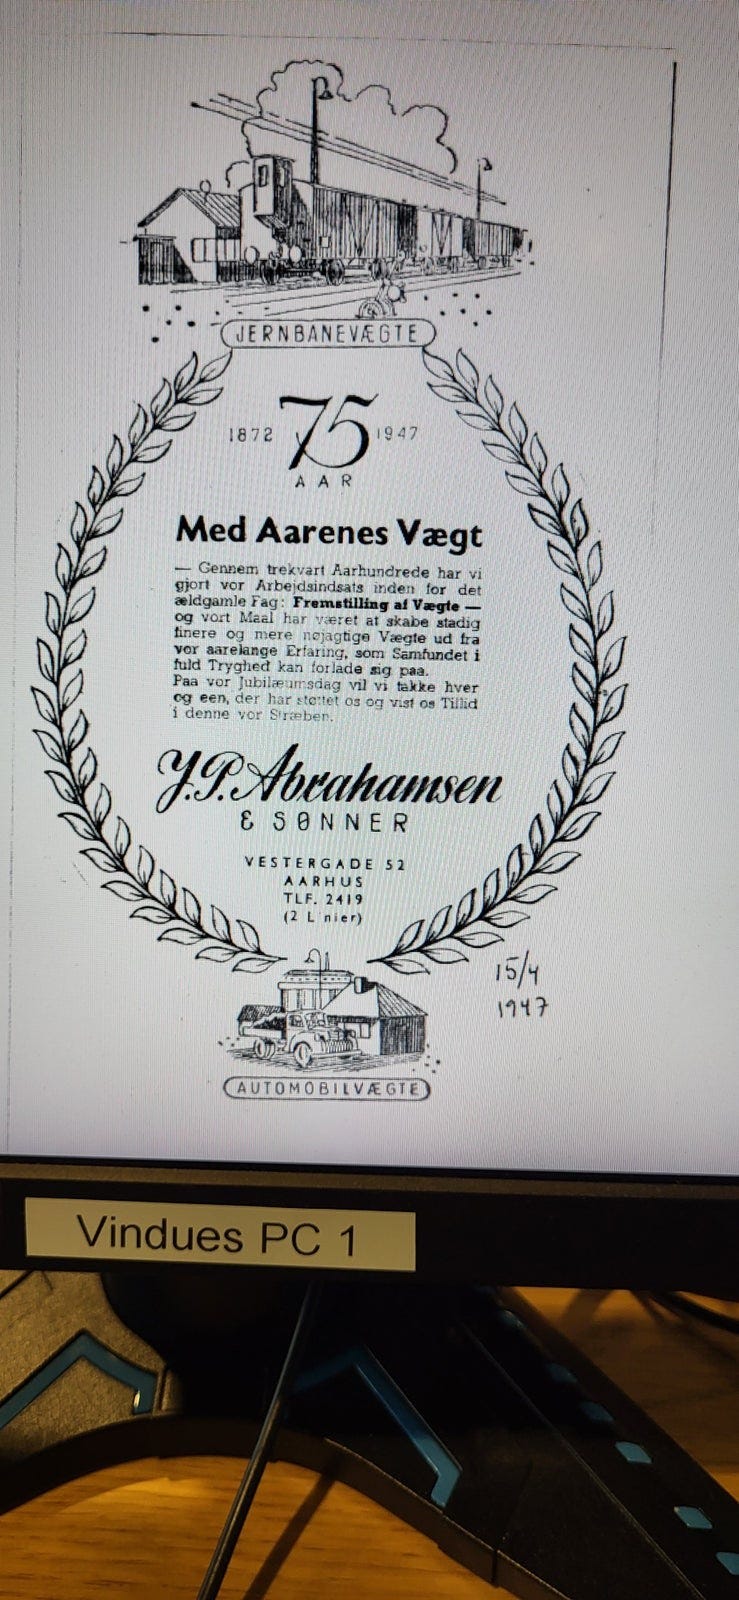 JERNBANEVÆGTE
1872 75 1947
AAR
Med Aarenes Vægt
— Gennem trekvart Aarhundrede har vi
gjort vor Arbejdsindsats inden for det
ældgamle Fag: Fremstilling af Vægte —
og vort Maal har været at skabe stadig
finere og mere nøjagtige Vægte ud fra
vor aarelange Erfaring, som Samfundet i
fuld Tryghed kan forlade sig paa.
Paa vor Jubilæumsdag vil vi takke hver
og een, der har støttet os og vist os Tillid
i denne vor Stræben.
J.P. Abrahamsen
& SØNNER
VESTERGADE 52
AARHUS
TLF. 2419
(2 L nier)
15/4
1947
AUTOMOBILVÆGTE
Vindues PC 1